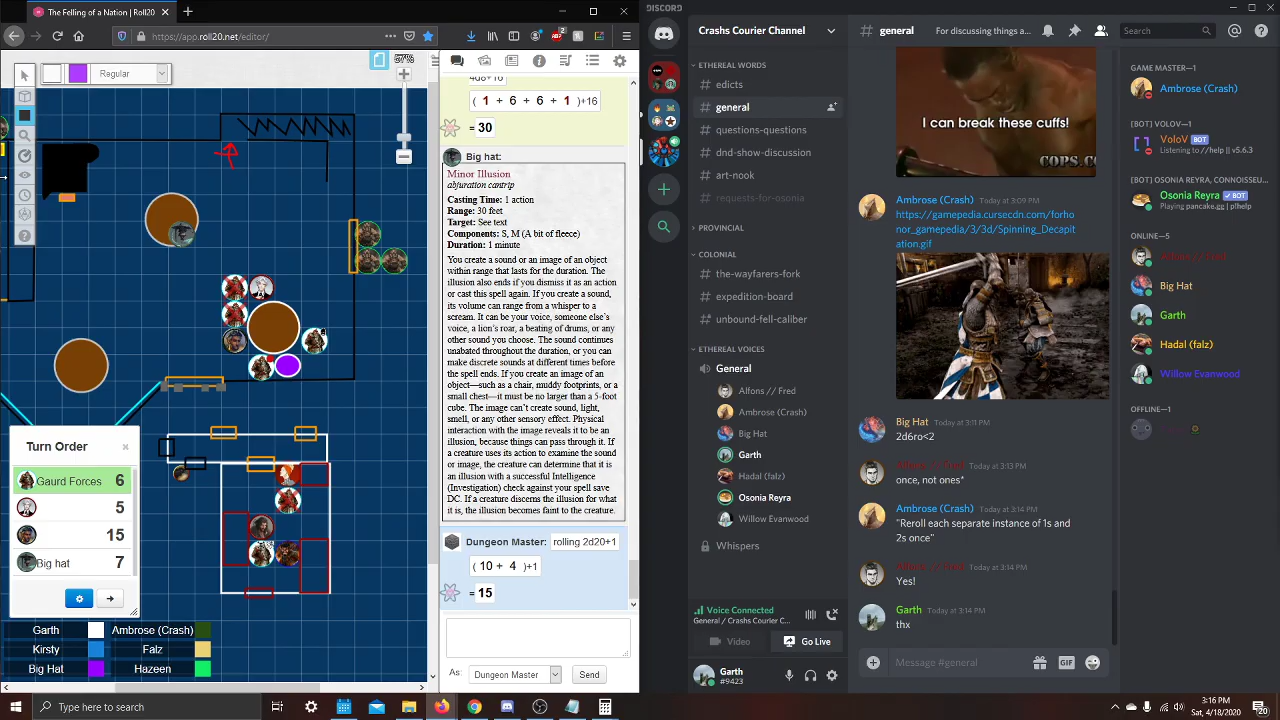 The Felling of a Nation | Roll20
https://app.roll20.net/editor/
Regular
67%
Turn Order
Gaurd Forces 6
5
15
Big hat 7
Garth
Ambrose (Crash)
Kirsty
Falz
Big Hat
Hazeen
4d6+16
( 1 + 6 + 6 + 1 )+16
= 30
Big hat:
Minor Illusion
abjuration cantrip
Casting Time: 1 action
Range: 30 feet
Target: See text
Components: S, M (A bit of fleece)
Duration: 1 minute
You create a sound or an image of an object
within range that lasts for the duration. The
illusion also ends if you dismiss it as an action
or cast this spell again. If you create a sound,
its volume can range from a whisper to a
scream. It can be your voice, someone else's
voice, a lion's roar, a beating of drums, or any
other sound you choose. The sound continues
unabated throughout the duration, or you can
make discrete sounds at different times before
the spell ends. If you create an image of an
object—such as a chair, muddy footprints, or a
small chest—it must be no larger than a 5-foot
cube. The image can't create sound, light,
smell, or any other sensory effect. Physical
interaction with the image reveals it to be an
illusion, because things can pass through it. If
a creature uses its action to examine the sound
or image, the creature can determine that it is
an illusion with a successful Intelligence
(Investigation) check against your spell save
DC. If a creature discerns the illusion for what
it is, the illusion becomes faint to the creature.
Dungeon Master: rolling 2d20+1
( 10 + 4 )+1
= 15
As: Dungeon Master
Send
DISCORD
Crashs Courier Channel
ETHEREAL WORDS
edicts
general
questions-questions
dnd-show-discussion
art-nook
requests-for-osonia
PROVINCIAL
COLONIAL
the-wayfarers-fork
expedition-board
unbound-fell-caliber
ETHEREAL VOICES
General
Alfons // Fred
Ambrose (Crash)
Big Hat
Garth
Hadal (falz)
Osonia Reyra
Willow Evanwood
Whispers
Voice Connected
General / Crashs Courier C...
Video
Go Live
Garth
#9423
# general
For discussing things a...
Search
I can break these cuffs!
COPS.C
Ambrose (Crash) Today at 3:09 PM
https://gamepedia.cursecdn.com/forho
nor_gamepedia/3/3d/Spinning_Decapit
ation.gif
Big Hat Today at 3:11 PM
2d6ro<2
Alfons // Fred Today at 3:13 PM
once, not ones*
Ambrose (Crash) Today at 3:14 PM
"Reroll each separate instance of 1s and
2s once"
Alfons // Fred Today at 3:14 PM
Yes!
Garth Today at 3:14 PM
thx
Message #general
GIF
GAME MASTER—1
Ambrose (Crash)
[BOT] VOLOV—1
VoloV BOT
Listening to //help || v5.6.3
[BOT] OSONIA REYRA, CONNOISSEU...
Osonia Reyra BOT
Playing pancake.gg | p!help
ONLINE—5
Alfons // Fred
Big Hat
Garth
Hadal (falz)
Willow Evanwood
OFFLINE—1
Type here to search
3:16 PM
Sat, 4/18/2020